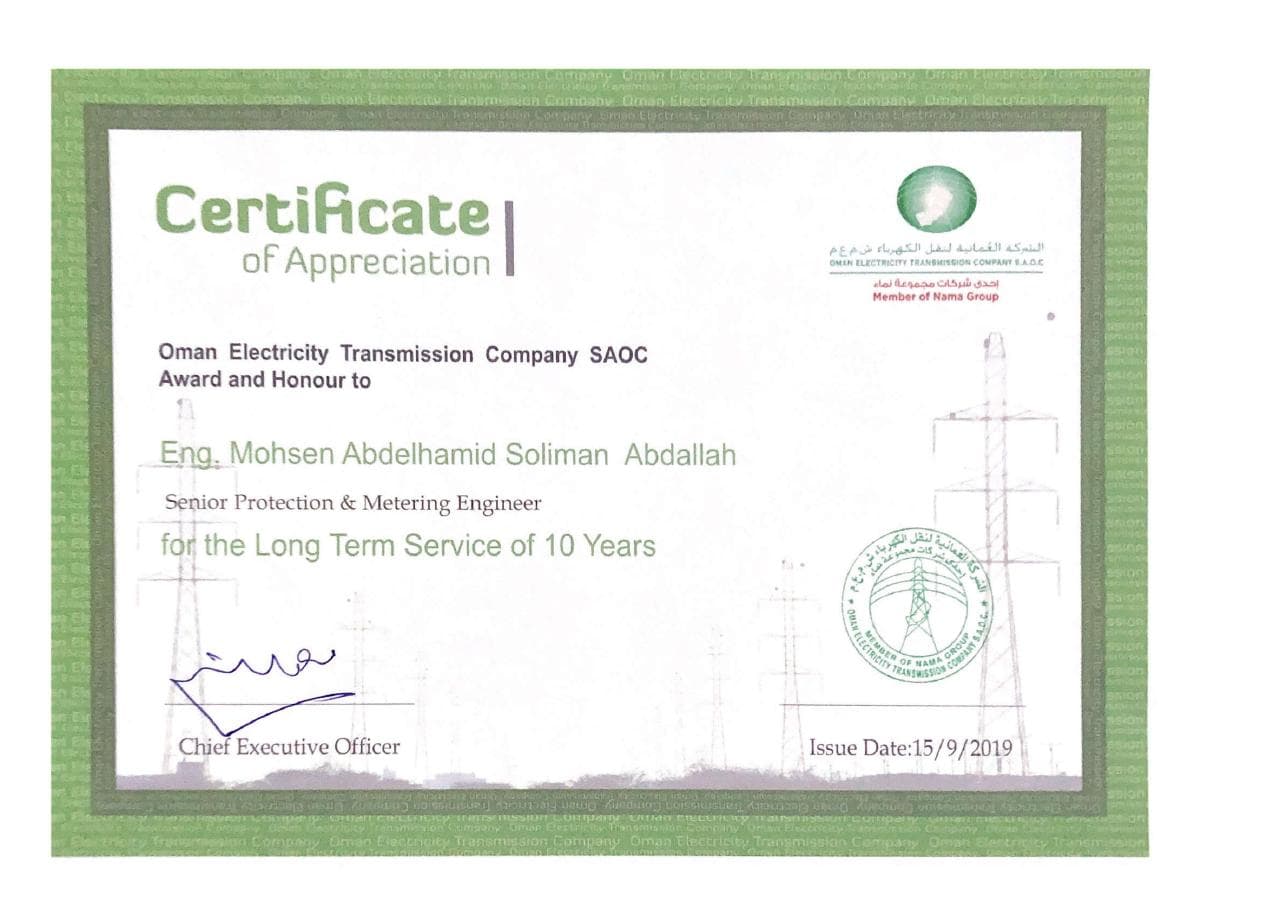 Certificate
of Appreciation
الشركة العُمانية لنقل الكهرباء ش.م.ع.م
OMAN ELECTRICITY TRANSMISSION COMPANY S.A.O.C
إحدى شركات مجموعة نماء
Member of Nama Group
Oman Electricity Transmission Company SAOC
Award and Honour to
Eng. Mohsen Abdelhamid Soliman Abdallah
Senior Protection & Metering Engineer
for the Long Term Service of 10 Years
الشركة العمانية لنقل الكهرباء ش.م.ع.م
إحدى شركات مجموعة نماء
MEMBER OF NAMA GROUP
OMAN ELECTRICITY TRANSMISSION COMPANY S.A.O.C.
Chief Executive Officer
Issue Date:15/9/2019